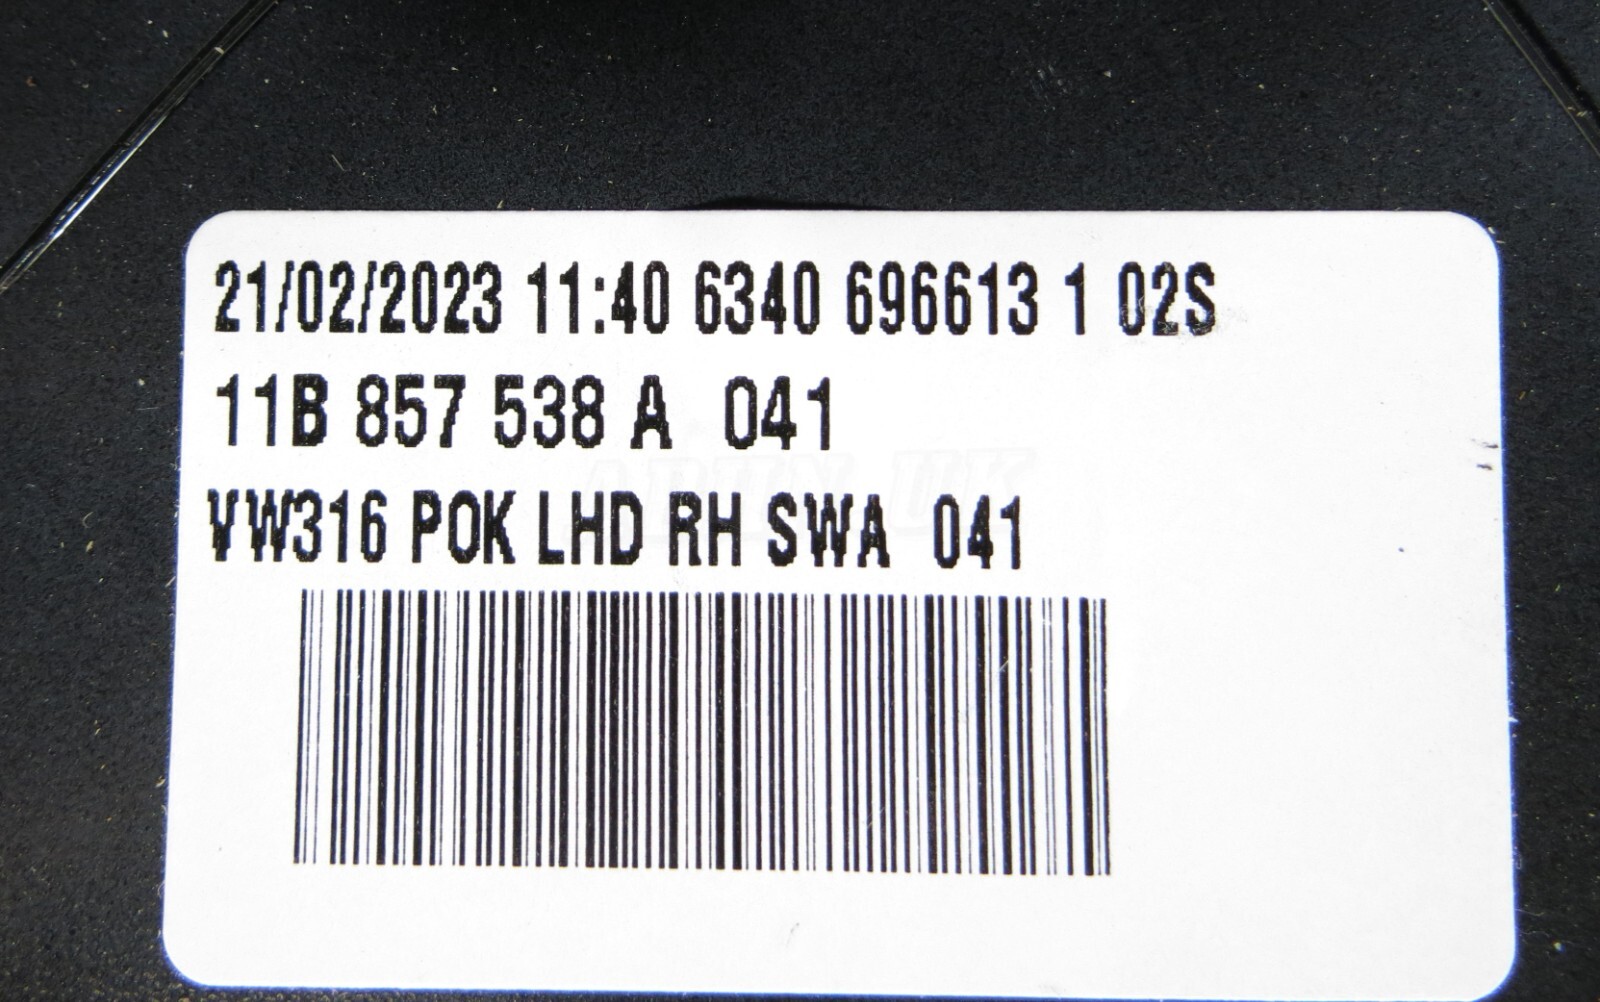 21/02/2023 11:40 6340 696613 1 02S
11B 857 538 A 041
VW316 POK LHD RH SWA 041